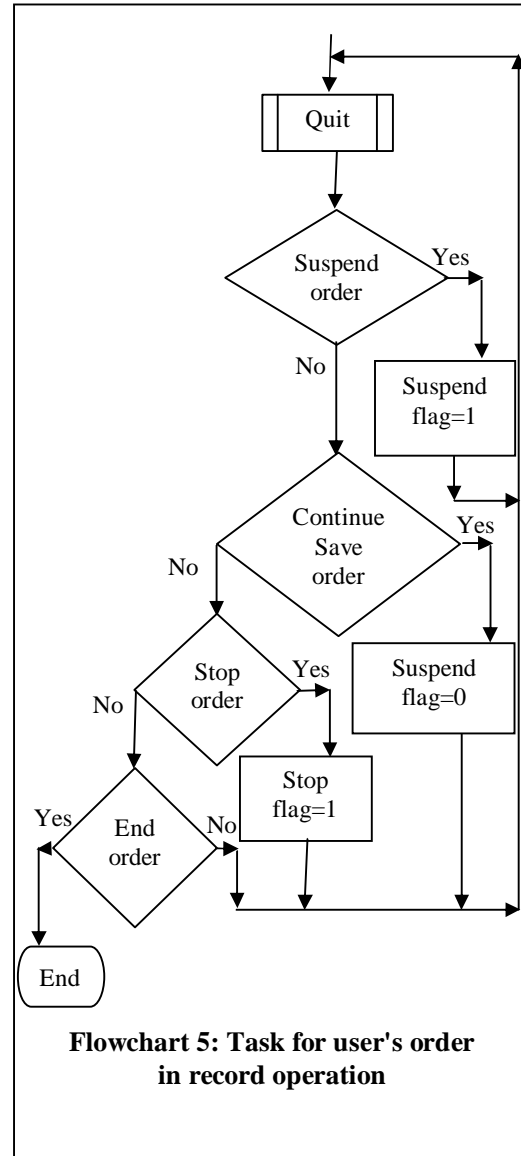 Quit
Suspend
order
Yes
No
Suspend
flag=1
Continue
Save
order
Yes
No
Suspend
flag=0
Stop
order
Yes
No
Stop
flag=1
End
order
Yes
No
End
Flowchart 5: Task for user's order
in record operation